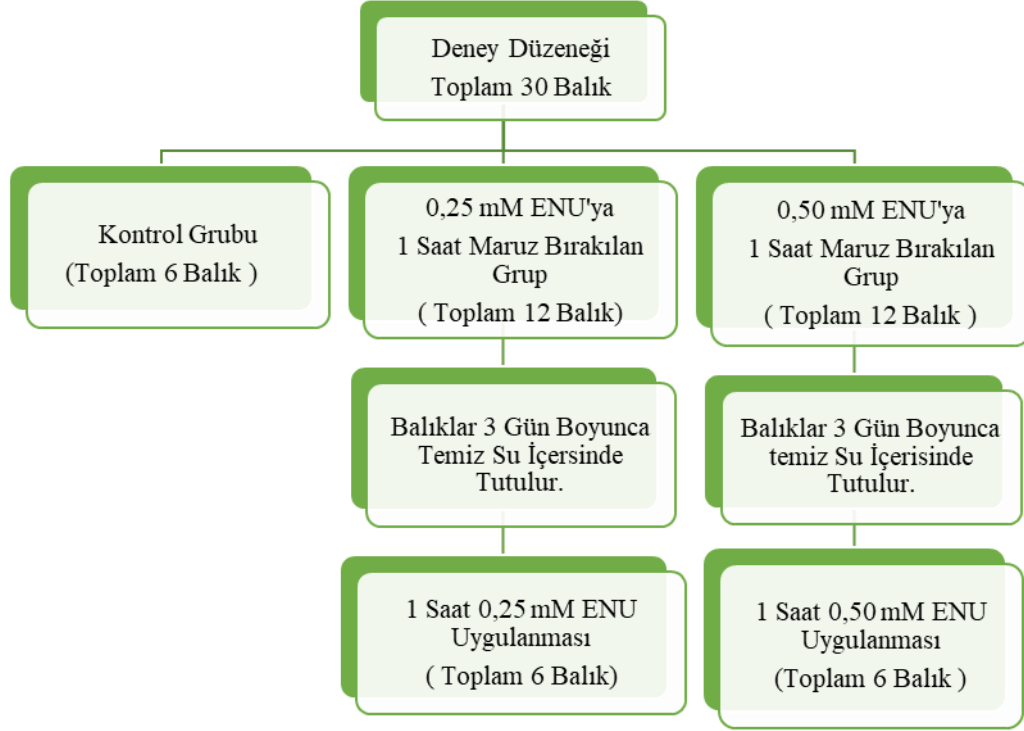 Deney Düzeneği
Toplam 30 Balık
Kontrol Grubu
(Toplam 6 Balık )
0,25 mM ENU'ya
1 Saat Maruz Bırakılan
Grup
( Toplam 12 Balık)
0,50 mM ENU'ya
1 Saat Maruz Bırakılan
Grup
( Toplam 12 Balık )
Balıklar 3 Gün Boyunca
Temiz Su İçersinde
Tutulur.
Balıklar 3 Gün Boyunca
temiz Su İçerisinde
Tutulur.
1 Saat 0,25 mM ENU
Uygulanması
( Toplam 6 Balık)
1 Saat 0,50 mM ENU
Uygulanması
(Toplam 6 Balık )